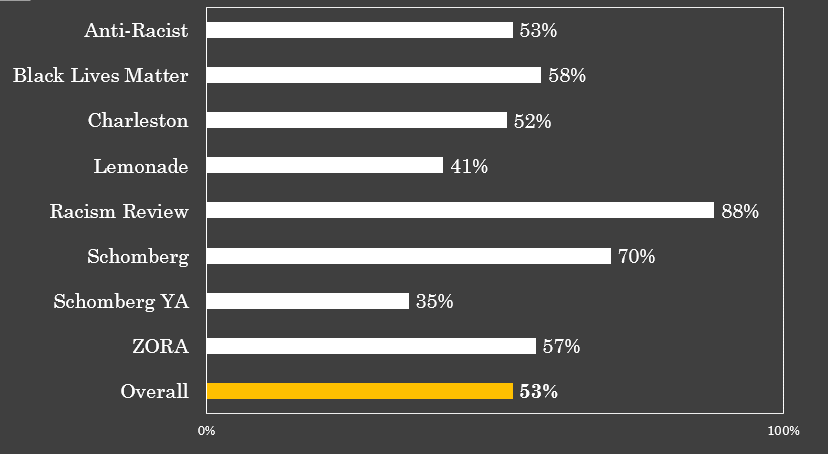 Anti-Racist 53%
Black Lives Matter 58%
Charleston 52%
Lemonade 41%
Racism Review 88%
Schomberg 70%
Schomberg YA 35%
ZORA 57%
Overall 53%
0% 100%